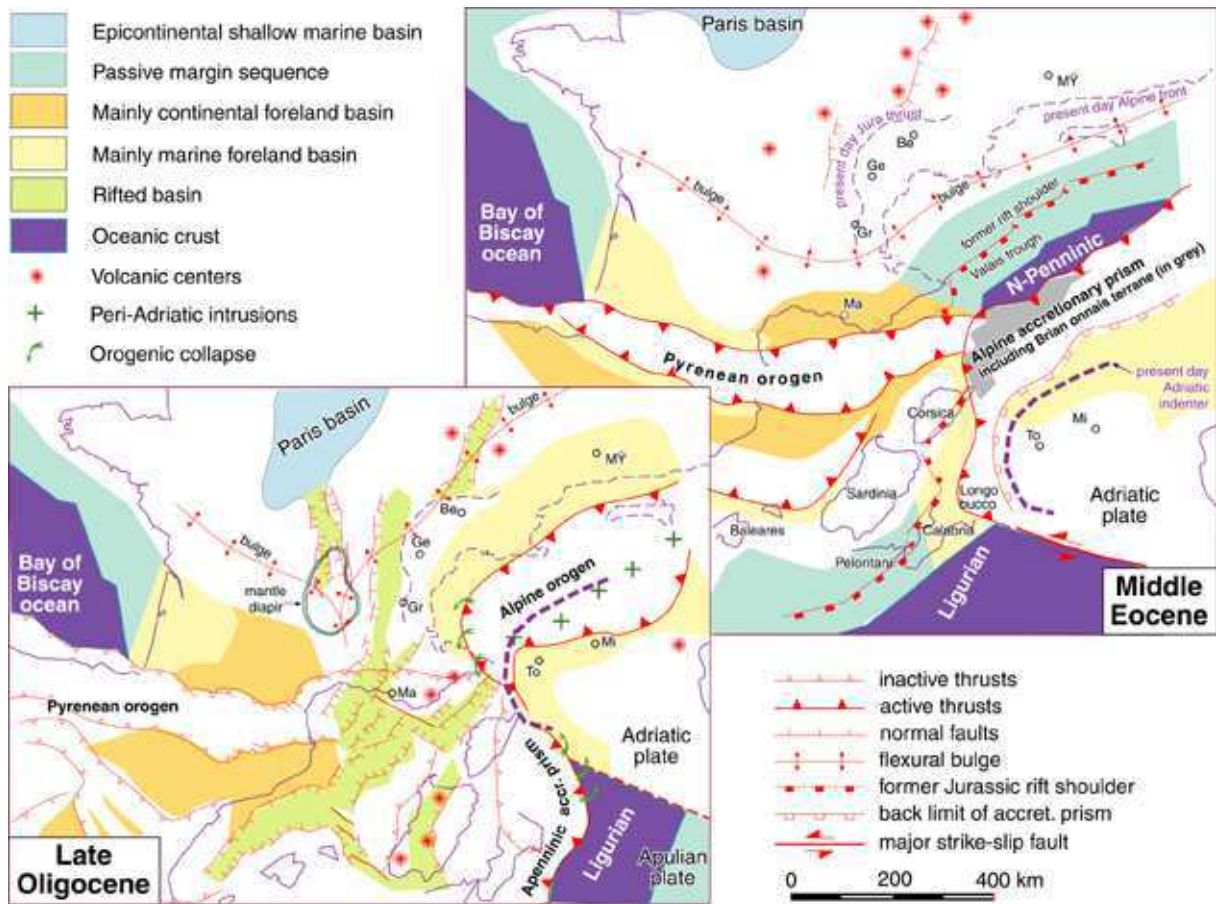 Epicontinental shallow marine basin
Passive margin sequence
Mainly continental foreland basin
Mainly marine foreland basin
Rifted basin
Oceanic crust
Volcanic centers
Peri-Adriatic intrusions
Orogenic collapse
Paris basin
MŸ
present day Jura thrust
present day Alpine front
Be
Ge
bulge
bulge
Gr
Bay of
Biscay
ocean
former rift shoulder
Valais trough
N-Penninic
Ma
Alpine accretionary prism
including Brian onnais terrane (in grey)
Pyrenean orogen
present day
Adriatic
indenter
Corsica
To
Mi
Sardinia
Longo
bucco
Adriatic
plate
Baleares
Calabria
Peloritani
Ligurian
Middle
Eocene
Paris basin
bulge
MŸ
Beo
Ge
bulge
Bay of
Biscay
ocean
mantle
diapir
Gr
Alpine orogen
Mi
To
Ma
Pyrenean orogen
Adriatic
plate
Apenninic accr. prism
Ligurian
Apulian
plate
Late
Oligocene
inactive thrusts
active thrusts
normal faults
flexural bulge
former Jurassic rift shoulder
back limit of accret. prism
major strike-slip fault
0 200 400 km